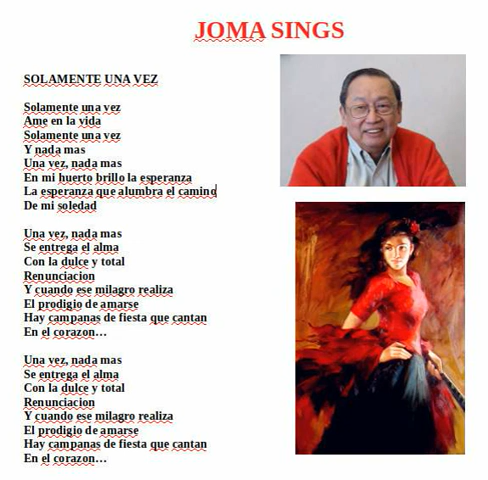 JOMA SINGS
SOLAMENTE UNA VEZ
Solamente una vez
Ame en la vida
Solamente una vez
Y nada mas
Una vez, nada mas
En mi huerto brillo la esperanza
La esperanza que alumbra el camino
De mi soledad
Una vez, nada mas
Se entrega el alma
Con la dulce y total
Renunciacion
Y cuando ese milagro realiza
El prodigio de amarse
Hay campanas de fiesta que cantan
En el corazon…
Una vez, nada mas
Se entrega el alma
Con la dulce y total
Renunciacion
Y cuando ese milagro realiza
El prodigio de amarse
Hay campanas de fiesta que cantan
En el corazon…